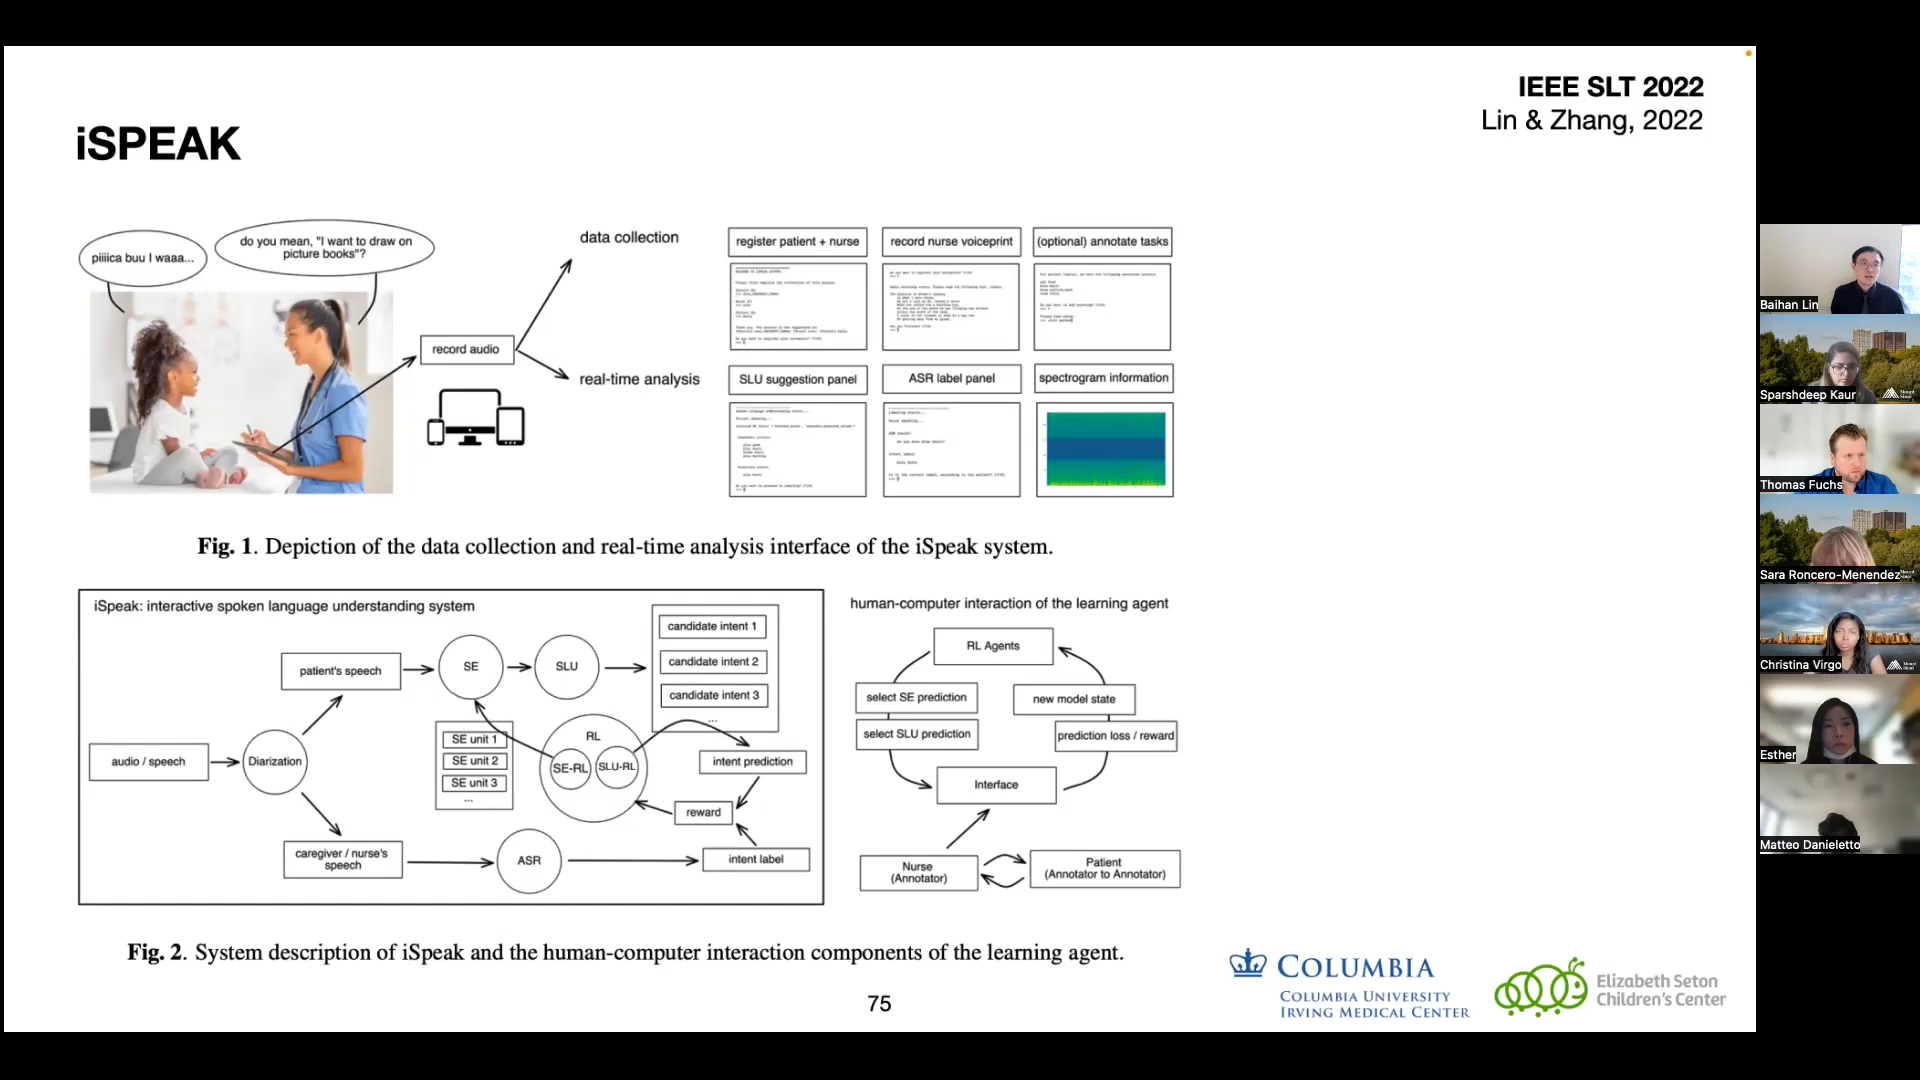 IEEE SLT 2022
Lin & Zhang, 2022
iSPEAK
piiiica buu I waaa...
do you mean, "I want to draw on
picture books"?
record audio
data collection
real-time analysis
register patient + nurse
record nurse voiceprint
(optional) annotate tasks
SLU suggestion panel
ASR label panel
spectrogram information
Fig. 1. Depiction of the data collection and real-time analysis interface of the iSpeak system.
iSpeak: interactive spoken language understanding system
audio / speech
Diarization
patient's speech
caregiver / nurse's
speech
SE
SLU
candidate intent 1
candidate intent 2
candidate intent 3
...
SE unit 1
SE unit 2
SE unit 3
...
RL
SE-RL
SLU-RL
intent prediction
reward
ASR
intent label
human-computer interaction of the learning agent
RL Agents
select SE prediction
select SLU prediction
new model state
prediction loss / reward
Interface
Nurse
(Annotator)
Patient
(Annotator to Annotator)
Fig. 2. System description of iSpeak and the human-computer interaction components of the learning agent.
75
COLUMBIA
COLUMBIA UNIVERSITY
IRVING MEDICAL CENTER
Elizabeth Seton
Children's Center
Baihan Lin
Sparshdeep Kaur
Thomas Fuchs
Sara Roncero-Menendez
Christina Virgo
Esther
Matteo Danieletto